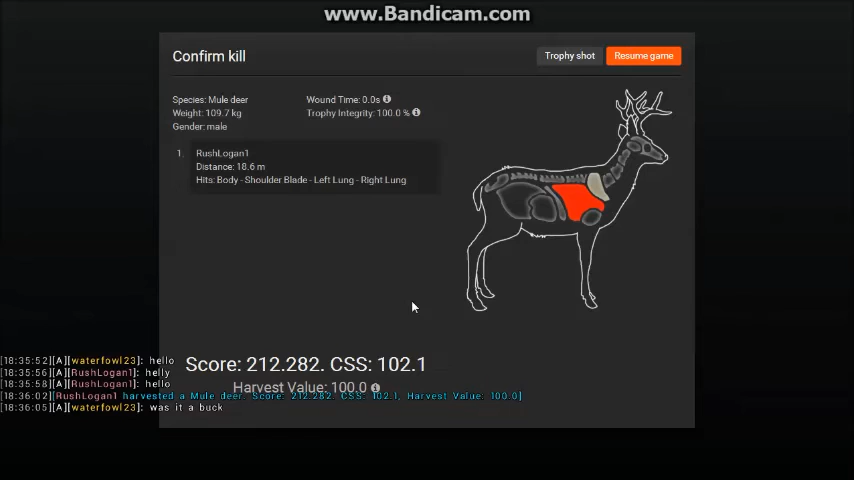 www.Bandicam.com
Confirm kill
Trophy shot
Resume game
Species: Mule deer
Weight: 109.7 kg
Gender: male
Wound Time: 0.0s
Trophy Integrity: 100.0 %
1.
RushLogan1
Distance: 18.6 m
Hits: Body - Shoulder Blade - Left Lung - Right Lung
Score: 212.282. CSS: 102.1
Harvest Value: 100.0
[18:35:52][A][waterfowl23]: hello
[18:35:56][A][RushLogan1]: helly
[18:35:58][A][RushLogan1]: hello
[18:36:02][RushLogan1 harvested a Mule deer. Score: 212.282. CSS: 102.1, Harvest Value: 100.0]
[18:36:05][A][waterfowl23]: was it a buck